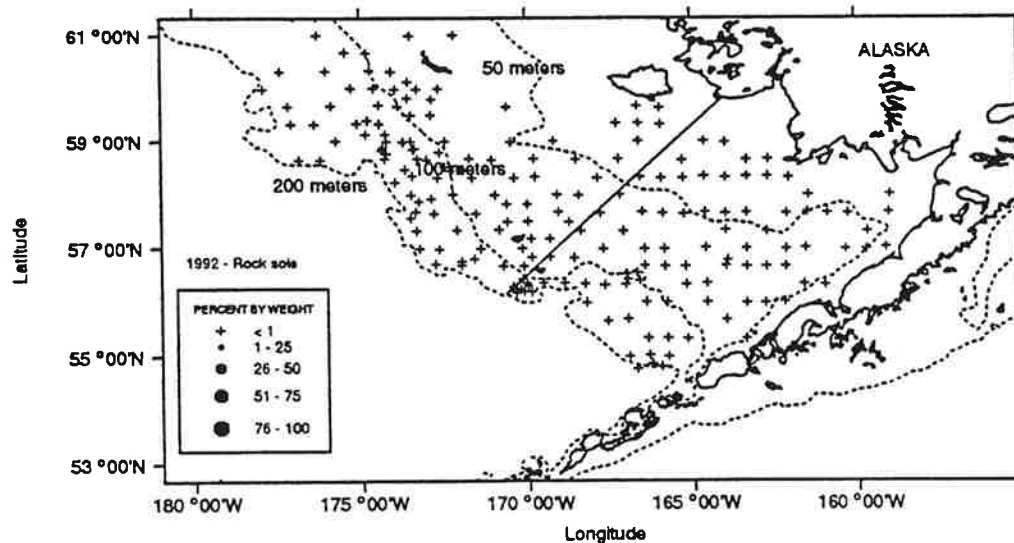 61 °00'N
59 °00'N
57 °00'N
55 °00'N
53 °00'N
Latitude
ALASKA
50 meters
100 meters
200 meters
1992 - Rock sole
PERCENT BY WEIGHT
< 1
1 - 25
26 - 50
51 - 75
76 - 100
180 °00'W
175 °00'W
170 °00'W
165 °00'W
160 °00'W
Longitude